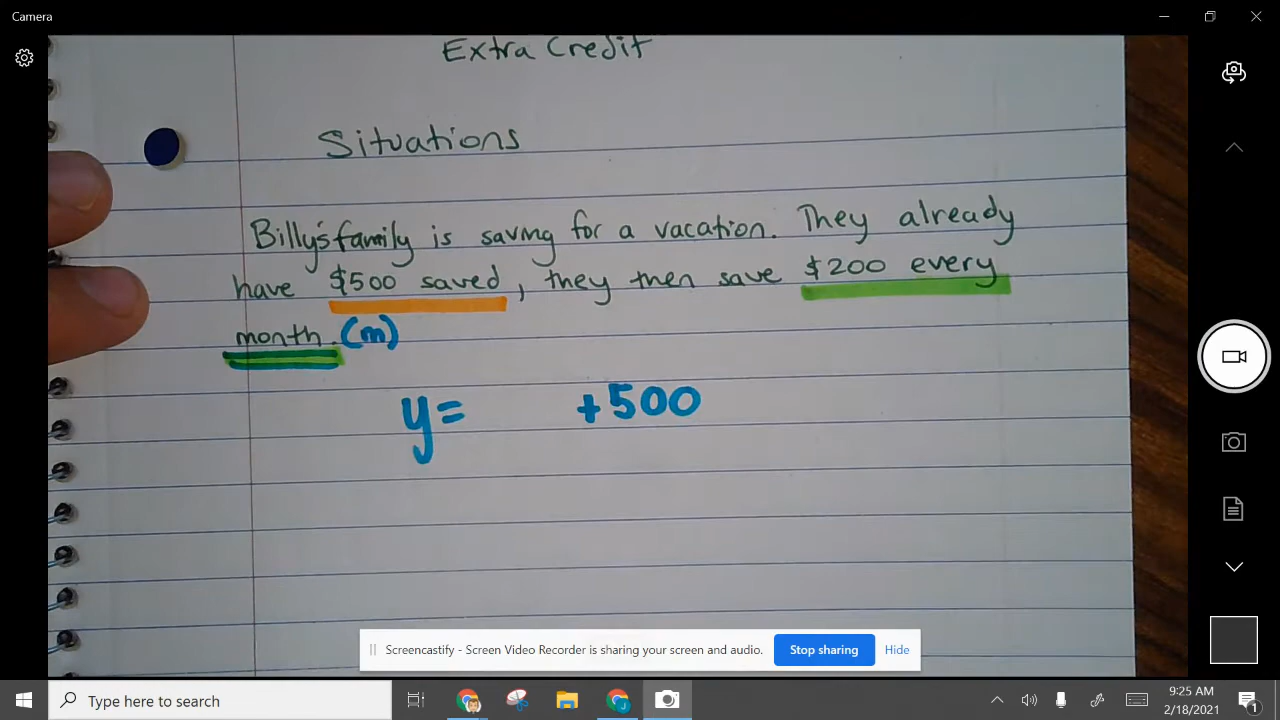 Camera
Extra Credit
Situations
Billy's family is saving for a vacation. They already
have $500 saved, they then save $200 every
month. (m)
y= +500
Screencastify - Screen Video Recorder is sharing your screen and audio.
Stop sharing
Hide
Type here to search
9:25 AM
2/18/2021
1